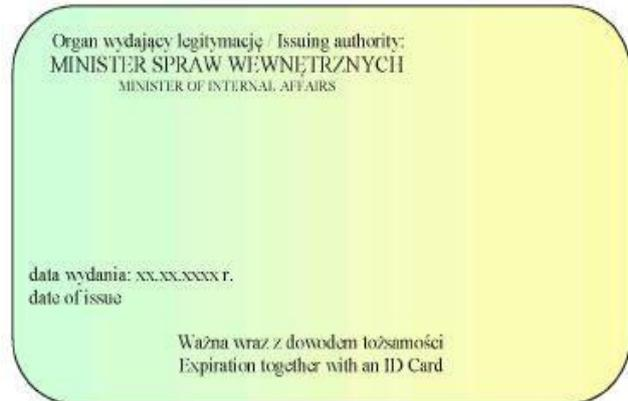 Organ wydający legitymację / Issuing authority:
MINISTER SPRAW WEWNĘTRZNYCH
MINISTER OF INTERNAL AFFAIRS
data wydania: xx.xx.xxxx r.
date of issue
Ważna wraz z dowodem tożsamości
Expiration together with an ID Card